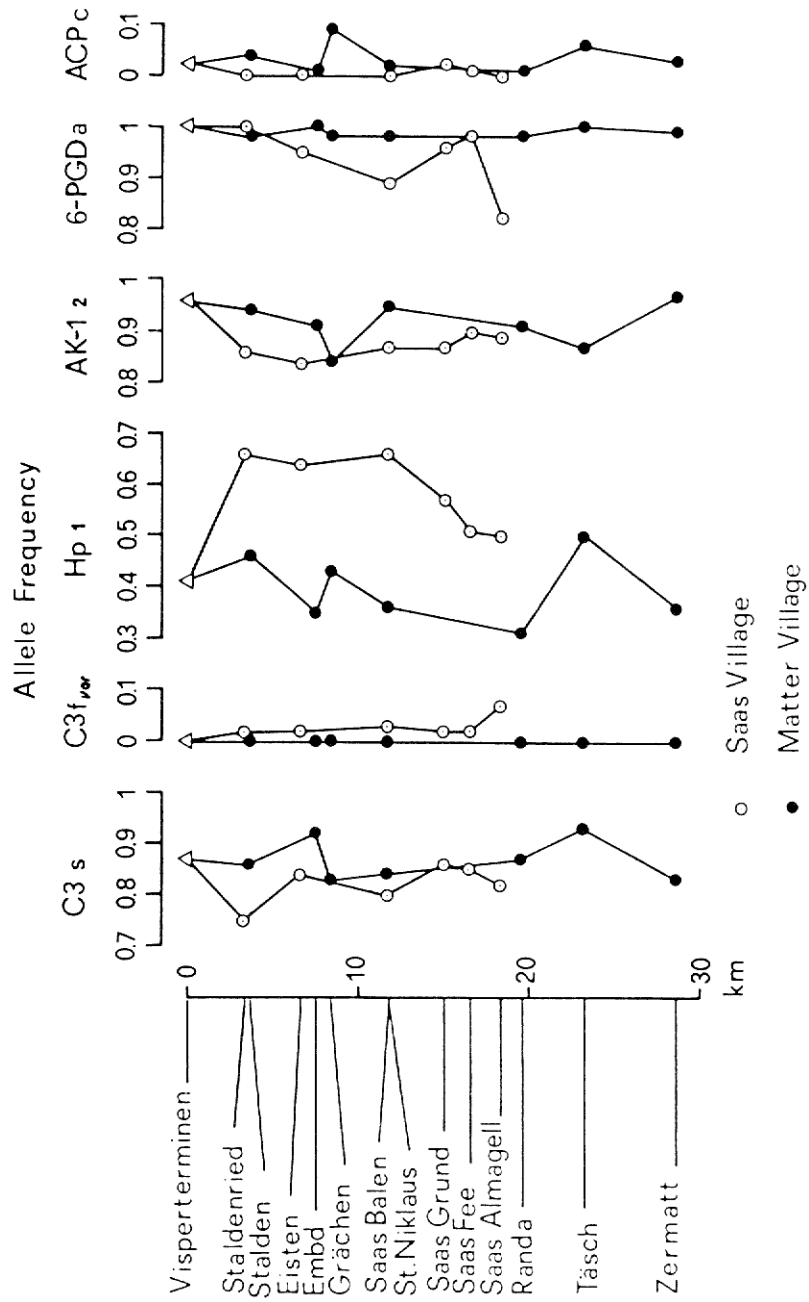 Allele Frequency
C3 s
C3f var
Hp 1
AK-1 2
6-PGD a
ACP c
0.7 0.8 0.9 1
0 0.1
0.3 0.4 0.5 0.6 0.7
0.8 0.9 1
0.8 0.9 1
0 0.1
Visperterminen
Staldenried
Stalden
Eisten
Embd
Grächen
Saas Balen
St. Niklaus
Saas Grund
Saas Fee
Saas Almagell
Randa
Täsch
Zermatt
0
10
20
30
km
Saas Village
Matter Village